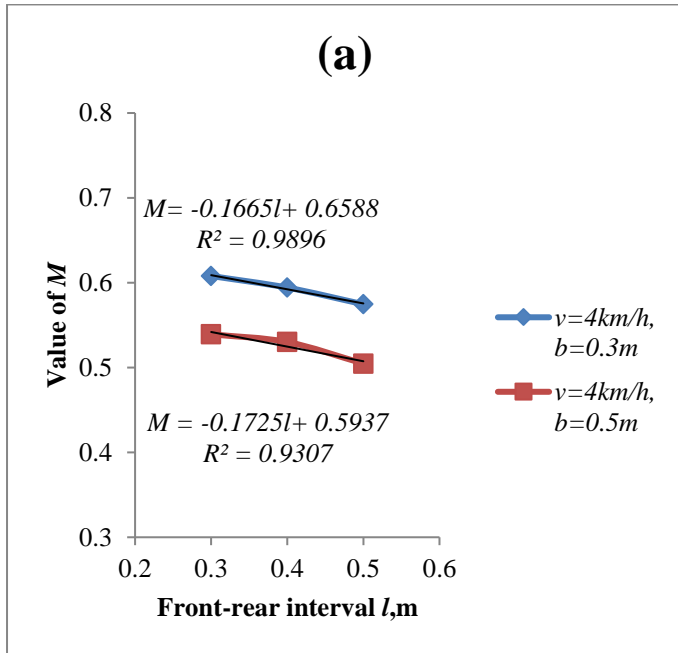 (a)
0.8
0.7
0.6
0.5
0.4
0.3
Value of M
M= -0.1665l+ 0.6588
R² = 0.9896
M = -0.1725l+ 0.5937
R² = 0.9307
0.2 0.3 0.4 0.5 0.6
Front-rear interval l,m
v=4km/h,
b=0.3m
v=4km/h,
b=0.5m